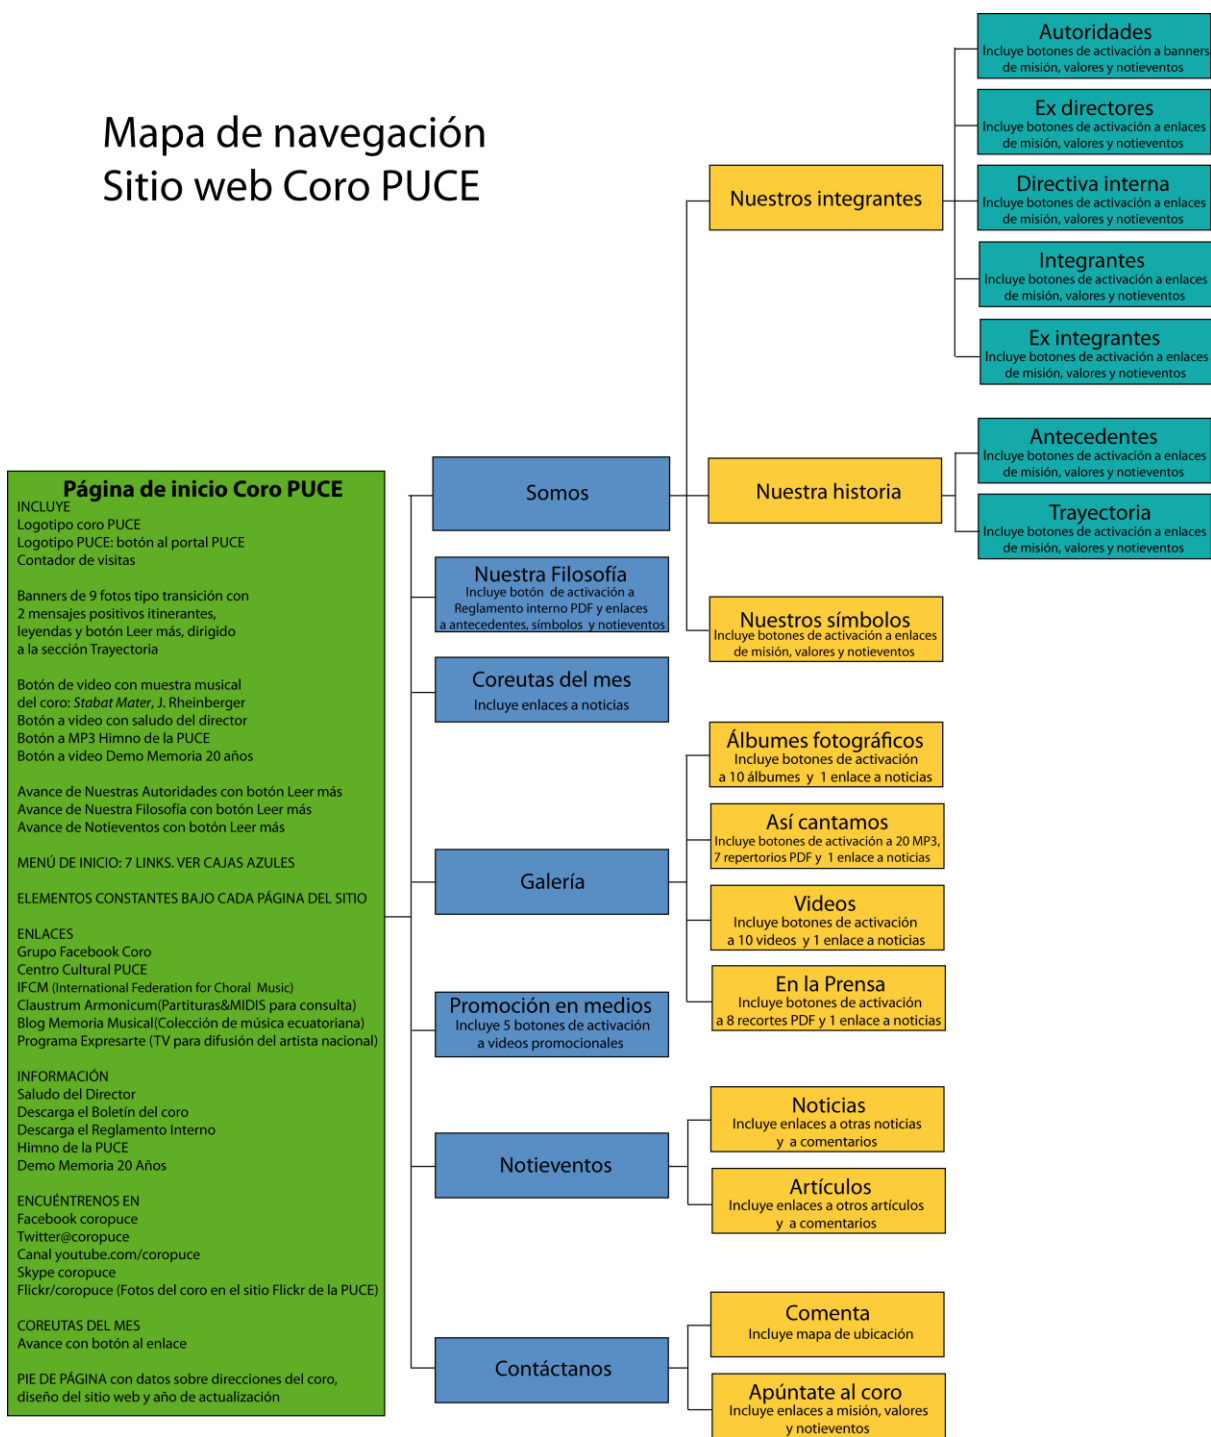 Mapa de navegación
Sitio web Coro PUCE
Página de inicio Coro PUCE
INCLUYE
Logotipo coro PUCE
Logotipo PUCE: botón al portal PUCE
Contador de visitas
Banners de 9 fotos tipo transición con
2 mensajes positivos itinerantes,
leyendas y botón Leer más, dirigido
a la sección Trayectoria
Botón de video con muestra musical
del coro: Stabat Mater, J. Rheinberger
Botón a video con saludo del director
Botón a MP3 Himno de la PUCE
Botón a video Demo Memoria 20 años
Avance de Nuestras Autoridades con botón Leer más
Avance de Nuestra Filosofía con botón Leer más
Avance de Notieventos con botón Leer más
MENÚ DE INICIO: 7 LINKS. VER CAJAS AZULES
ELEMENTOS CONSTANTES BAJO CADA PÁGINA DEL SITIO
ENLACES
Grupo Facebook Coro
Centro Cultural PUCE
IFCM (International Federation for Choral Music)
Claustrum Armonicum(Partituras&MIDIS para consulta)
Blog Memoria Musical(Colección de música ecuatoriana)
Programa Expresarte (TV para difusión del artista nacional)
INFORMACIÓN
Saludo del Director
Descarga el Boletín del coro
Descarga el Reglamento Interno
Himno de la PUCE
Demo Memoria 20 Años
ENCUÉNTRENOS EN
Facebook coropuce
Twitter@coropuce
Canal youtube.com/coropuce
Skype coropuce
Flickr/coropuce (Fotos del coro en el sitio Flickr de la PUCE)
COREUTAS DEL MES
Avance con botón al enlace
PIE DE PÁGINA con datos sobre direcciones del coro,
diseño del sitio web y año de actualización
Somos
Nuestra Filosofía
Incluye botón de activación a
Reglamento interno PDF y enlaces
a antecedentes, símbolos y notieventos
Coreutas del mes
Incluye enlaces a noticias
Galería
Promoción en medios
Incluye 5 botones de activación
a videos promocionales
Notieventos
Contáctanos
Nuestros integrantes
Nuestra historia
Nuestros símbolos
Incluye botones de activación a enlaces
de misión, valores y notieventos
Álbumes fotográficos
Incluye botones de activación
a 10 álbumes y 1 enlace a noticias
Así cantamos
Incluye botones de activación a 20 MP3,
7 repertorios PDF y 1 enlace a noticias
Videos
Incluye botones de activación
a 10 videos y 1 enlace a noticias
En la Prensa
Incluye botones de activación
a 8 recortes PDF y 1 enlace a noticias
Noticias
Incluye enlaces a otras noticias
y a comentarios
Artículos
Incluye enlaces a otros artículos
y a comentarios
Comenta
Incluye mapa de ubicación
Apúntate al coro
Incluye enlaces a misión, valores
y notieventos
Autoridades
Incluye botones de activación a banners
de misión, valores y notieventos
Ex directores
Incluye botones de activación a enlaces
de misión, valores y notieventos
Directiva interna
Incluye botones de activación a enlaces
de misión, valores y notieventos
Integrantes
Incluye botones de activación a enlaces
de misión, valores y notieventos
Ex integrantes
Incluye botones de activación a enlaces
de misión, valores y notieventos
Antecedentes
Incluye botones de activación a enlaces
de misión, valores y notieventos
Trayectoria
Incluye botones de activación a enlaces
de misión, valores y notieventos